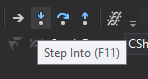 Step Into (F11)
CSh